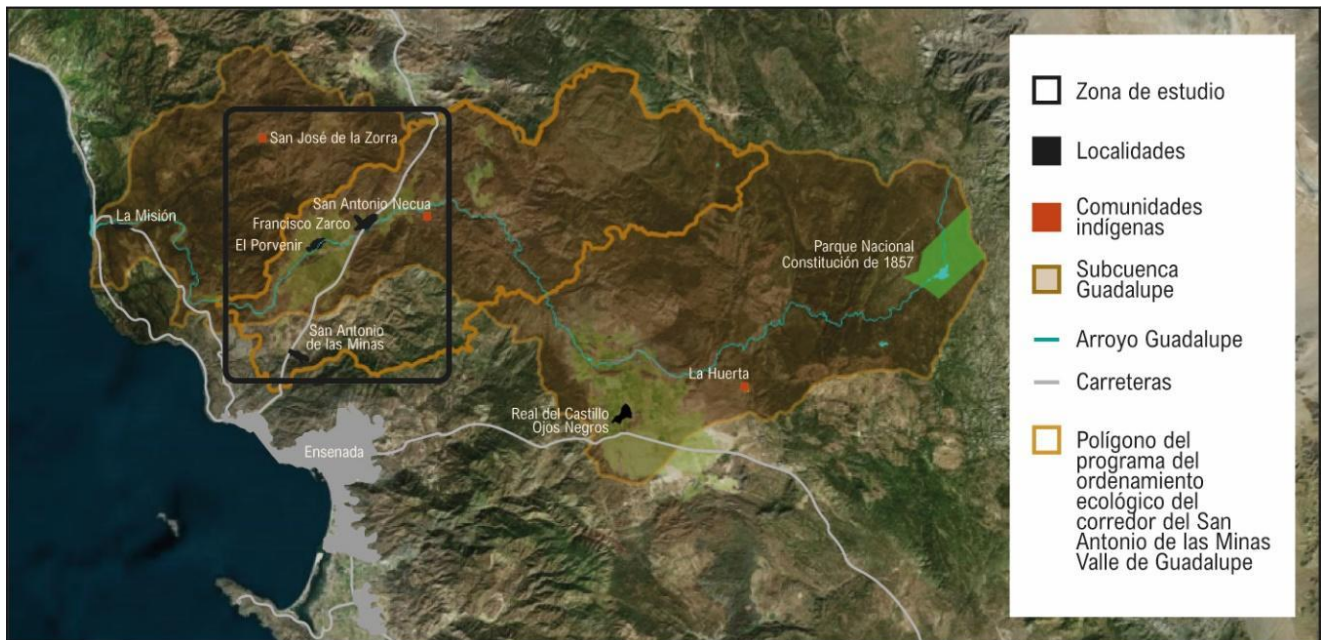 San José de la Zorra
La Misión
San Antonio Necua
Francisco Zarco
El Porvenir
San Antonio
de las Minas
Ensenada
Parque Nacional
Constitución de 1857
La Huerta
Real del Castillo
Ojos Negros
Zona de estudio
Localidades
Comunidades
indígenas
Subcuenca
Guadalupe
Arroyo Guadalupe
Carreteras
Polígono del
programa del
ordenamiento
ecológico del
corredor del San
Antonio de las Minas
Valle de Guadalupe